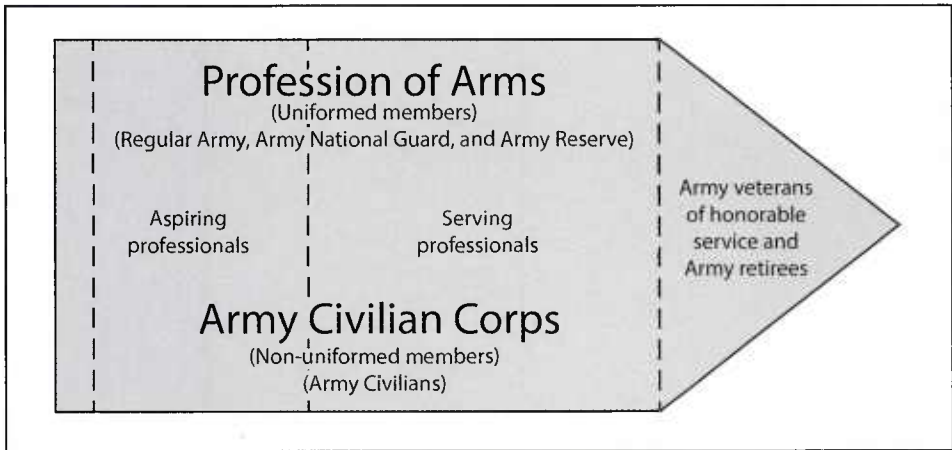 Profession of Arms
(Uniformed members)
(Regular Army, Army National Guard, and Army Reserve)
Aspiring
professionals
Serving
professionals
Army Civilian Corps
(Non-uniformed members)
(Army Civilians)
Army veterans
of honorable
service and
Army retirees